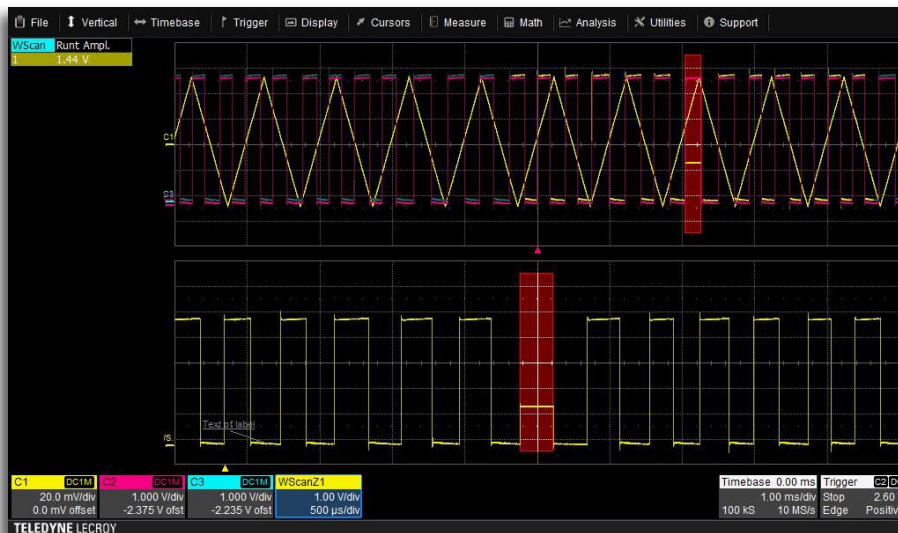 File Vertical Timebase Trigger Display Cursors Measure Math Analysis Utilities Support
WScan Runt Ampl.
1 1.44 V
C1
C3
Text of label
C1 DC1M C2 DC1M C3 DC1M WScanZ1
20.0 mV/div 1.000 V/div 1.000 V/div 1.00 V/div
0.0 mV offset -2.375 V ofst -2.235 V ofst 500 µs/div
Timebase 0.00 ms Trigger C2
1.00 ms/div Stop 2.60
100 kS 10 MS/s Edge Positiv
TELEDYNE LECROY